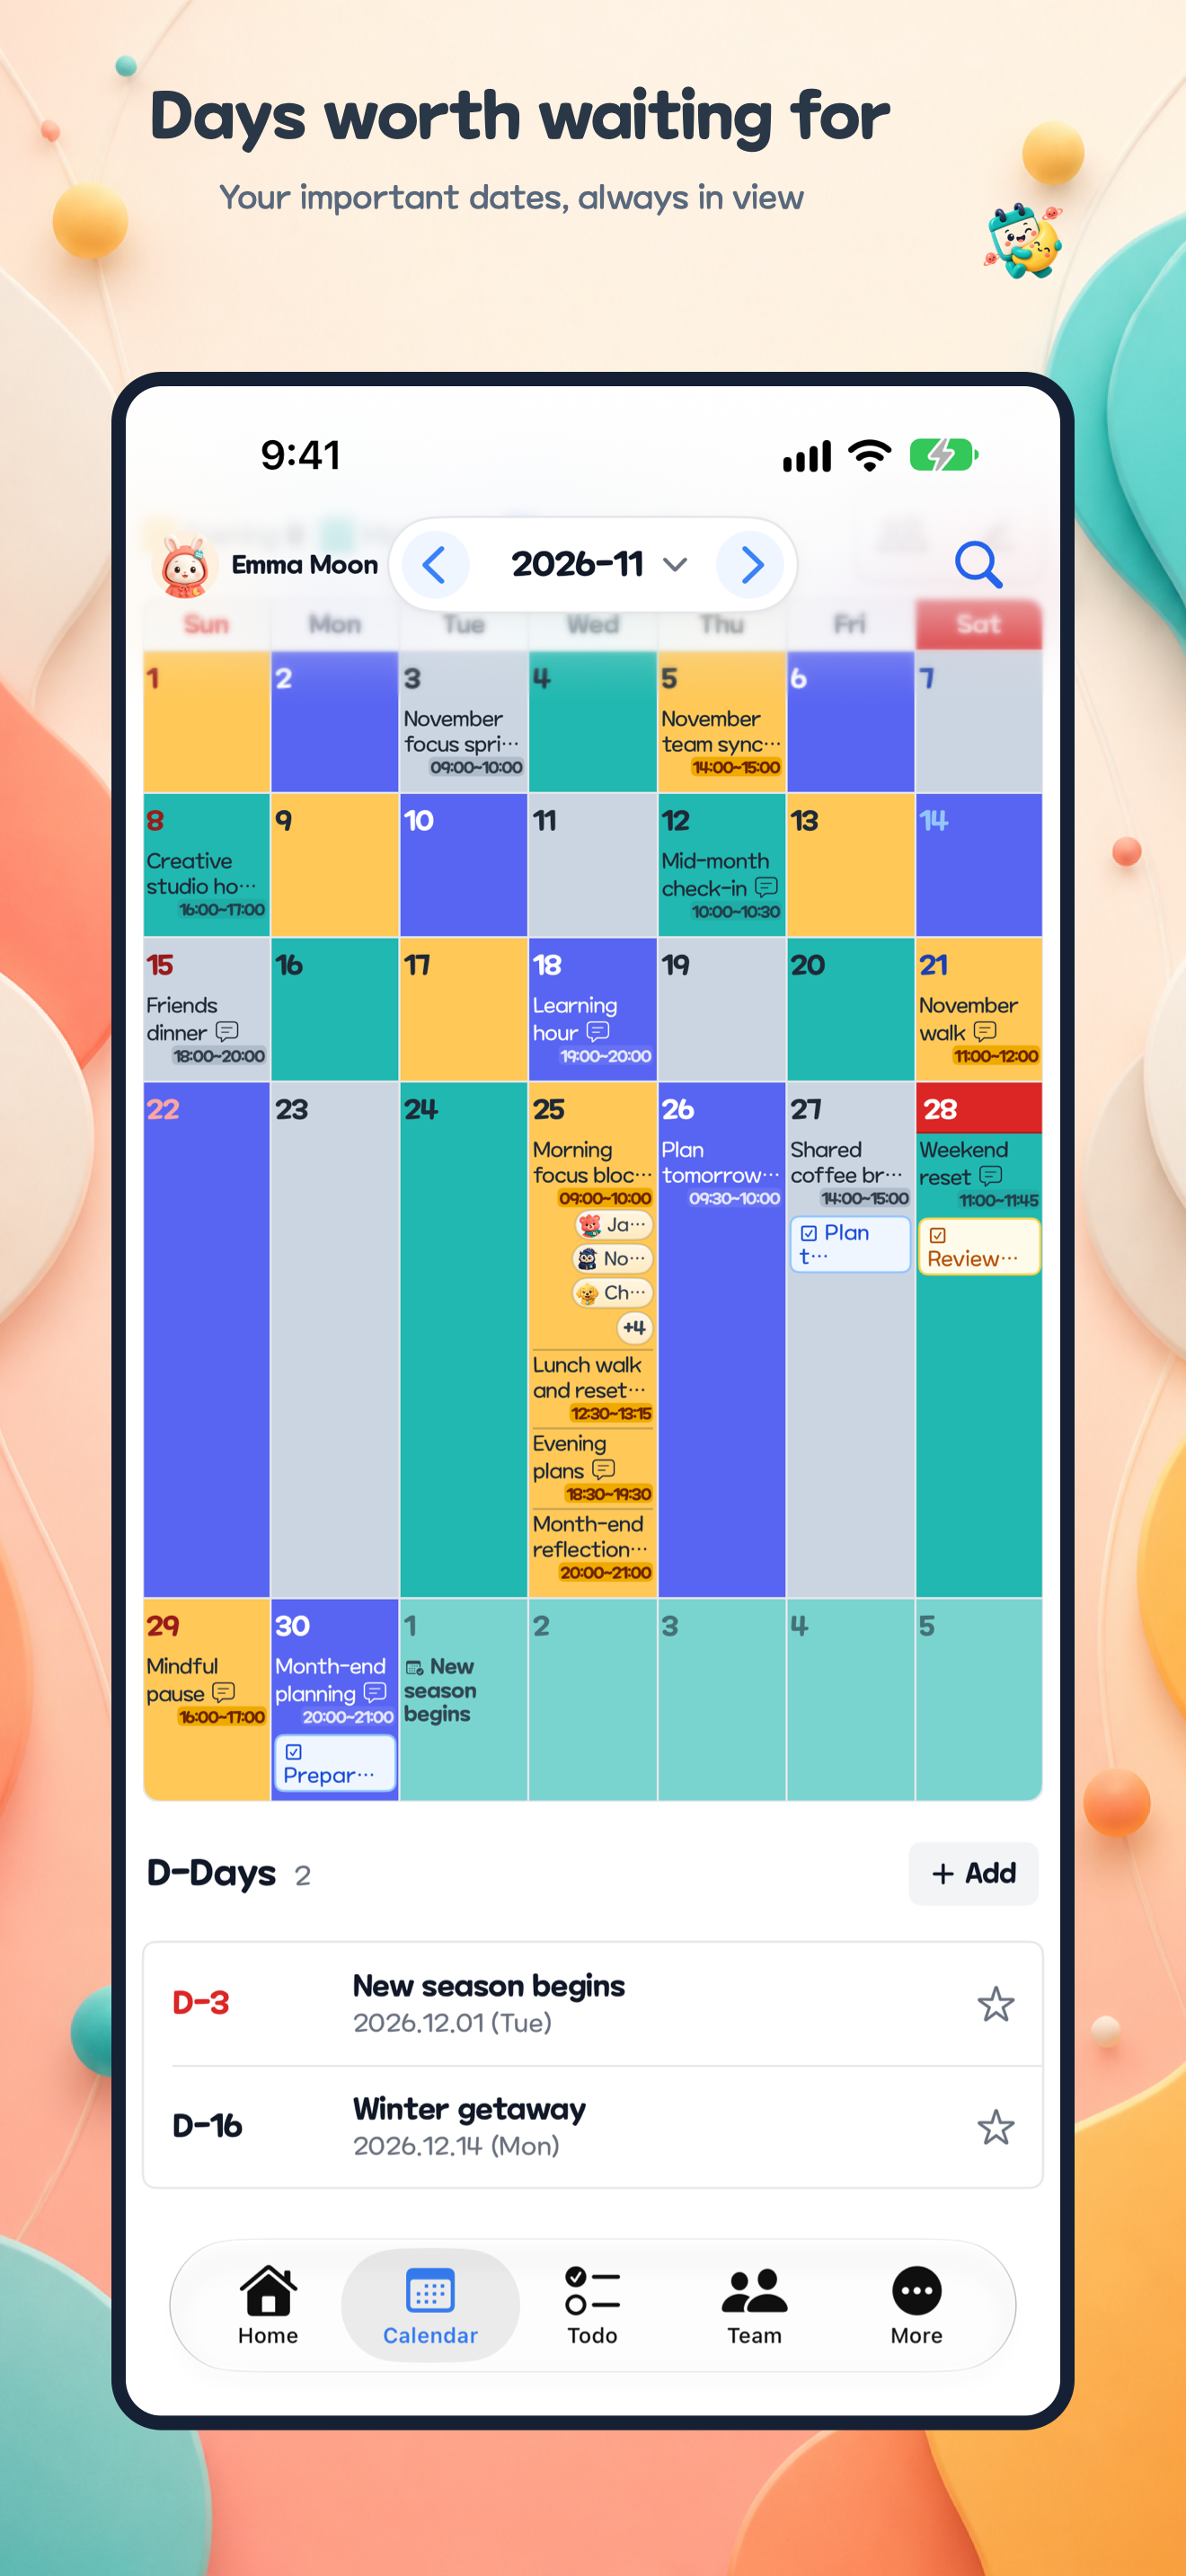 Days worth waiting for
Your important dates, always in view
9:41
Emma Moon
2026-11
Sun Mon Tue Wed Thu Fri Sat
1 2 3 4 5 6 7
November
focus spri···
09:00~10:00
November
team sync···
14:00~15:00
8 9 10 11 12 13 14
Creative
studio ho···
16:00~17:00
Mid-month
check-in
10:00~10:30
15 16 17 18 19 20 21
Friends
dinner
18:00~20:00
Learning
hour
19:00~20:00
November
walk
11:00~12:00
22 23 24 25 26 27 28
Morning
focus bloc···
09:00~10:00
Ja···
No···
Ch···
+4
Lunch walk
and reset···
12:30~13:15
Evening
plans
18:30~19:30
Month-end
reflection···
20:00~21:00
Plan
tomorrow···
09:30~10:00
Shared
coffee br···
14:00~15:00
Plan
t···
Weekend
reset
11:00~11:45
Review···
29 30 1 2 3 4 5
Mindful
pause
16:00~17:00
Month-end
planning
20:00~21:00
Prepar···
New
season
begins
D-Days 2
+ Add
D-3
New season begins
2026.12.01 (Tue)
D-16
Winter getaway
2026.12.14 (Mon)
Home Calendar Todo Team More